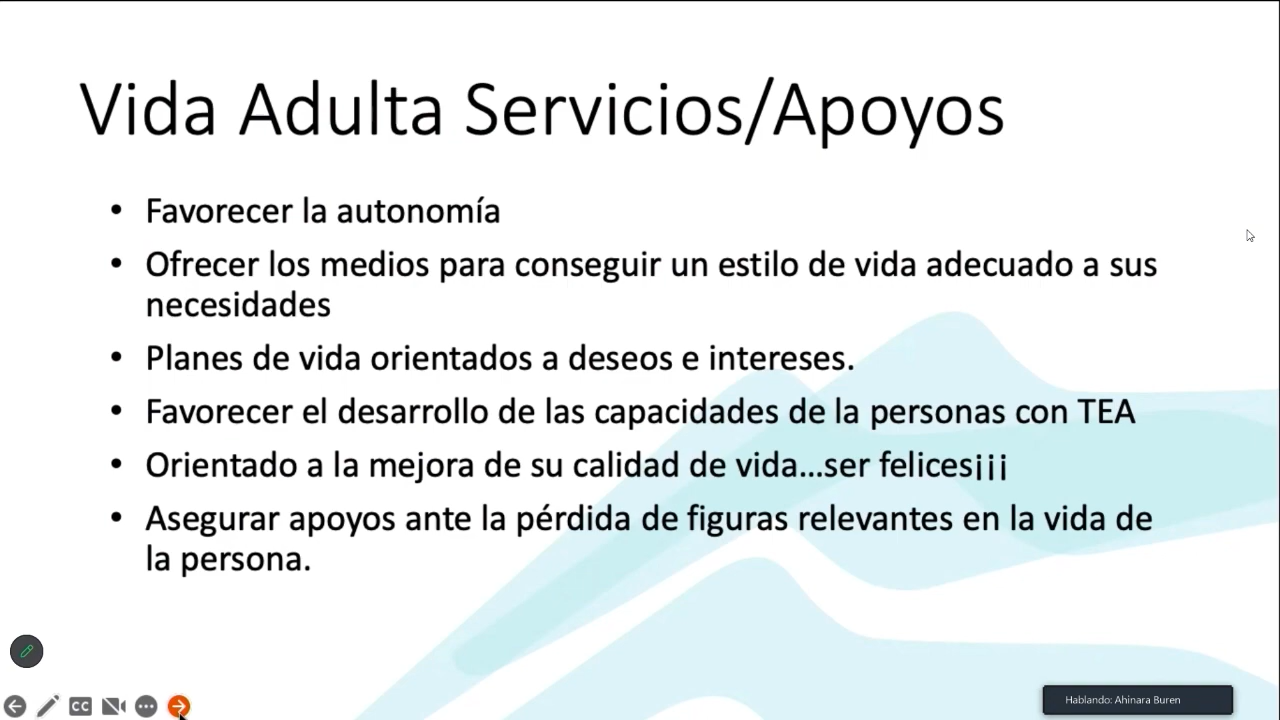 Vida Adulta Servicios/Apoyos
• Favorecer la autonomía
• Ofrecer los medios para conseguir un estilo de vida adecuado a sus
necesidades
• Planes de vida orientados a deseos e intereses.
• Favorecer el desarrollo de las capacidades de la personas con TEA
• Orientado a la mejora de su calidad de vida...ser felices¡¡¡
• Asegurar apoyos ante la pérdida de figuras relevantes en la vida de
la persona.
CC
Hablando: Ahinara Buren